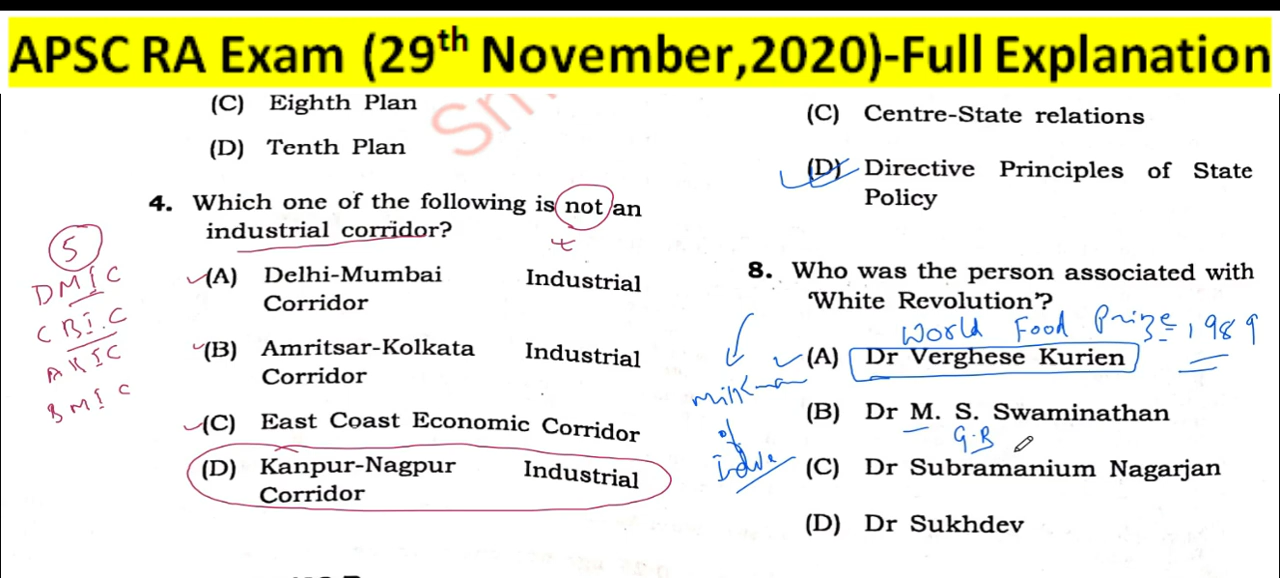 APSC RA Exam (29th November,2020)-Full Explanation
(C) Eighth Plan
(D) Tenth Plan
4. Which one of the following is not an
industrial corridor?
(A) Delhi-Mumbai Industrial
Corridor
(B) Amritsar-Kolkata Industrial
Corridor
(C) East Coast Economic Corridor
(D) Kanpur-Nagpur Industrial
Corridor
5
DMIC
CBIC
AKIC
BMIC
(C) Centre-State relations
(D) Directive Principles of State
Policy
8. Who was the person associated with
'White Revolution'?
World Food Prize, 1989
(A) Dr Verghese Kurien
Milkman
of
India
(B) Dr M. S. Swaminathan
G.R
(C) Dr Subramanium Nagarjan
(D) Dr Sukhdev